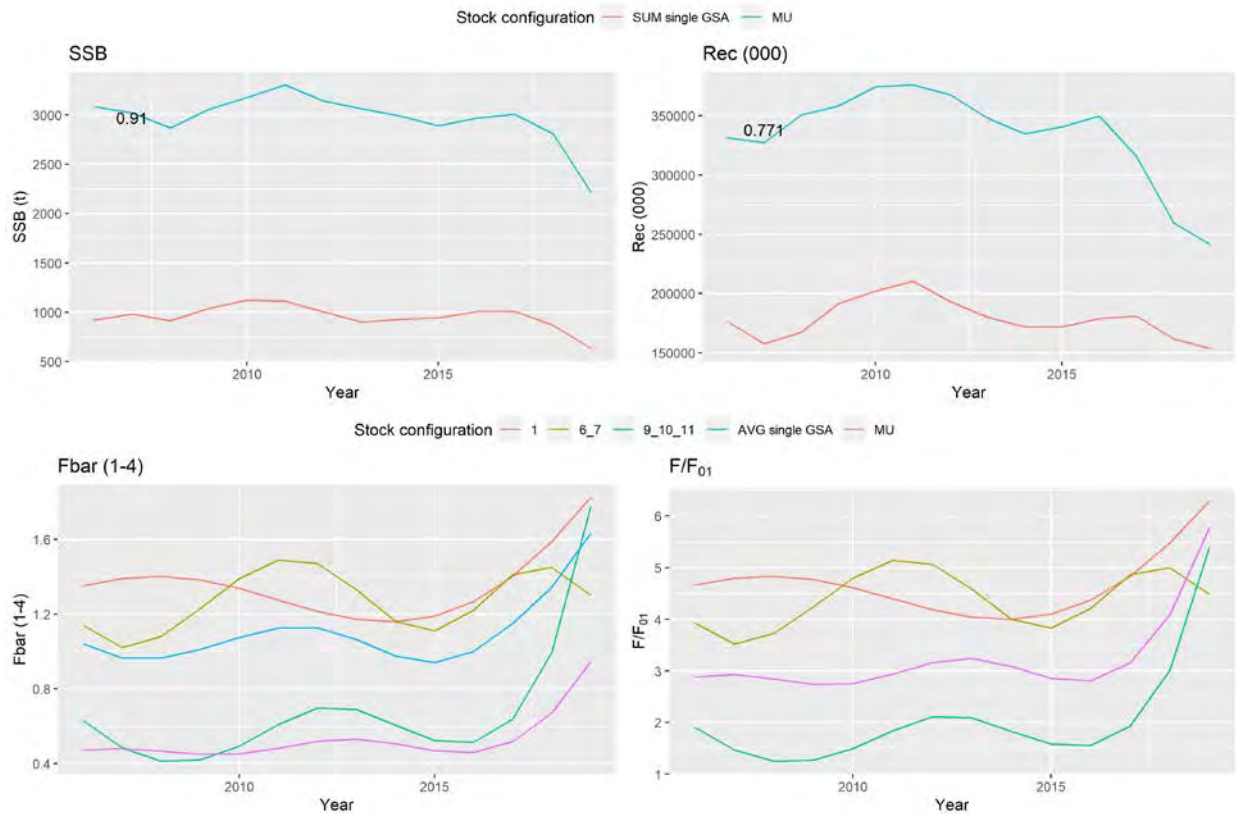 Stock configuration SUM single GSA MU
SSB
3000
2500
2000
1500
1000
500
SSB (t)
0.91
2010 2015
Year
Rec (000)
350000
300000
250000
200000
150000
Rec (000)
0.771
2010 2015
Year
Stock configuration 1 6_7 9_10_11 AVG single GSA MU
Fbar (1-4)
1.6
1.2
0.8
0.4
Fbar (1-4)
2010 2015
Year
F/F01
6
5
4
3
2
1
F/F01
2010 2015
Year